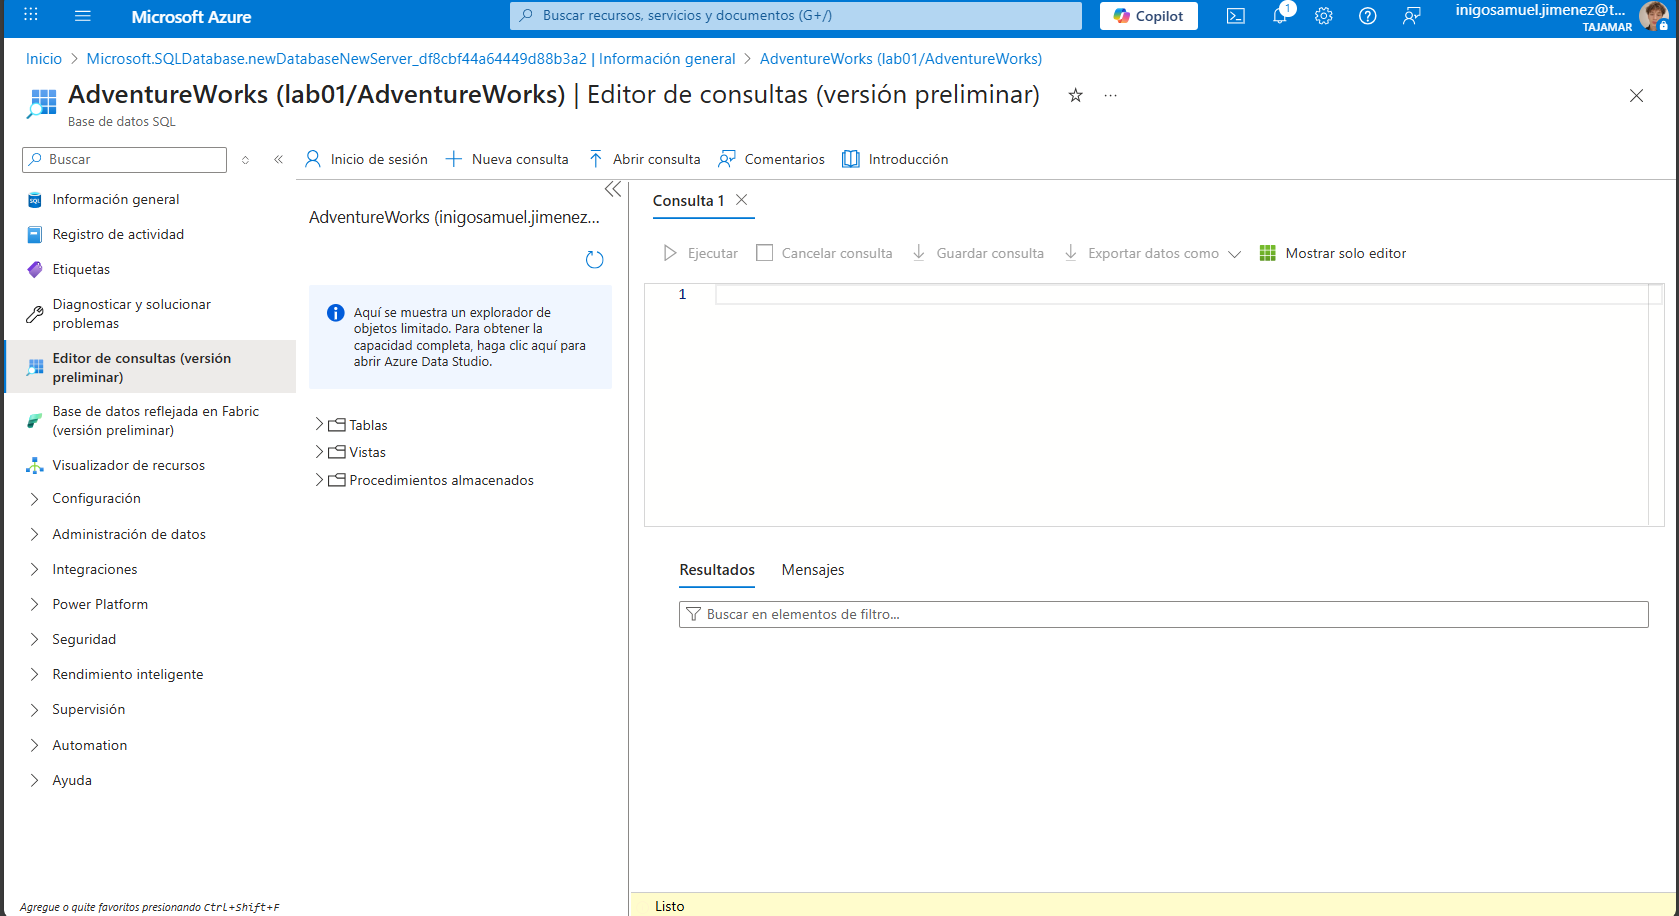 Microsoft Azure
Buscar recursos, servicios y documentos (G+/)
Copilot
1
inigosamuel.jimenez@t...
TAJAMAR
Inicio > Microsoft.SQLDatabase.newDatabaseNewServer_df8cbf44a64449d88b3a2 | Información general > AdventureWorks (lab01/AdventureWorks)
AdventureWorks (lab01/AdventureWorks) | Editor de consultas (versión preliminar)
Base de datos SQL
Buscar
Información general
Registro de actividad
Etiquetas
Diagnosticar y solucionar
problemas
Editor de consultas (versión
preliminar)
Base de datos reflejada en Fabric
(versión preliminar)
Visualizador de recursos
Configuración
Administración de datos
Integraciones
Power Platform
Seguridad
Rendimiento inteligente
Supervisión
Automation
Ayuda
Agregue o quite favoritos presionando Ctrl+Shift+F
Inicio de sesión
Nueva consulta
Abrir consulta
Comentarios
Introducción
AdventureWorks (inigosamuel.jimenez...
Aquí se muestra un explorador de
objetos limitado. Para obtener la
capacidad completa, haga clic aquí para
abrir Azure Data Studio.
Tablas
Vistas
Procedimientos almacenados
Consulta 1
Ejecutar
Cancelar consulta
Guardar consulta
Exportar datos como
Mostrar solo editor
1
Resultados
Mensajes
Buscar en elementos de filtro...
Listo